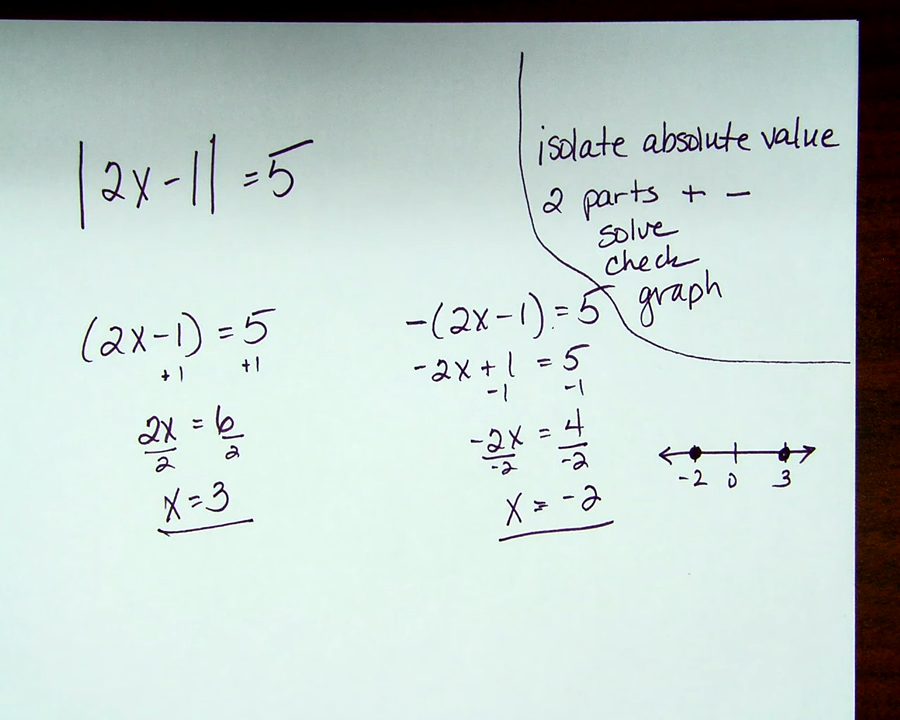 |2x-1| = 5
isolate absolute value
2 parts + -
solve
check
graph
(2x-1) = 5
+1 +1
2x = 6
2 2
x = 3
-(2x-1) = 5
-2x+1 = 5
-1 -1
-2x = 4
-2 -2
x = -2
-2 0 3